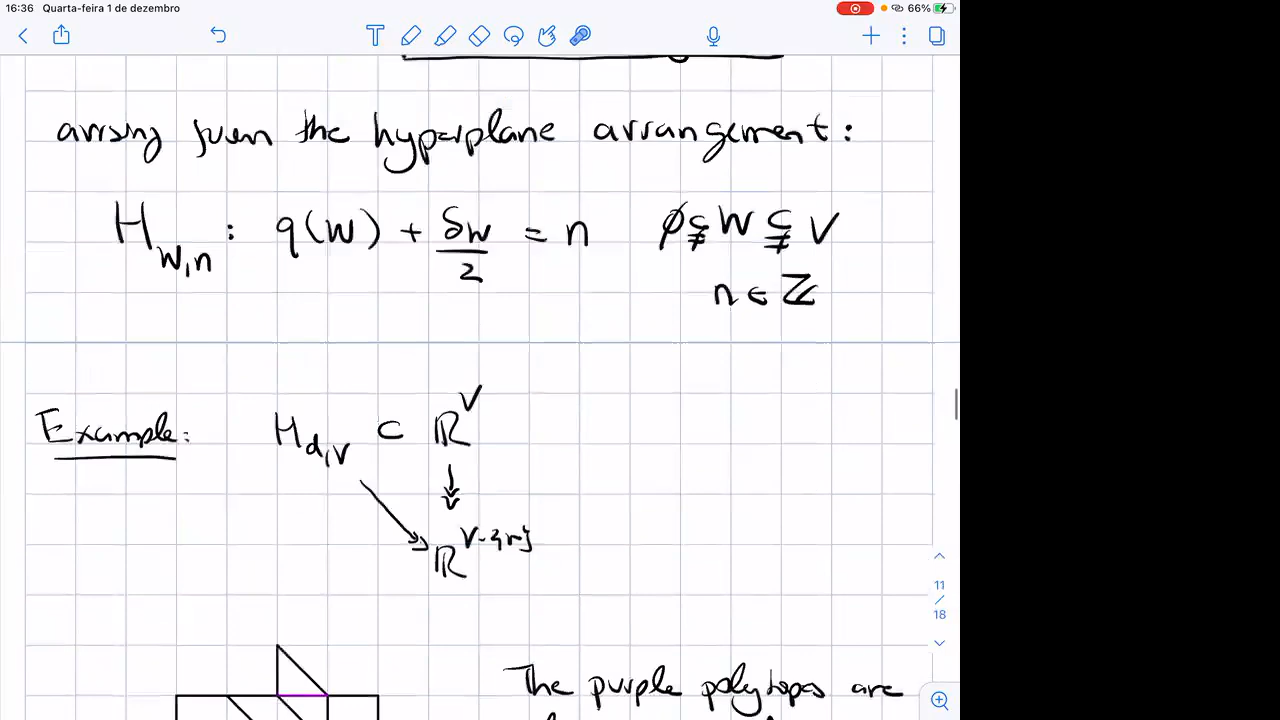 16:36 Quarta-feira 1 de dezembro 66%
arising from the hyperplane arrangement:
H_{W,n} : q(W) + δ_W/2 = n ∅ ⊊ W ⊊ V
n ∈ ℤ
Example: H_{d,V} ⊂ ℝ^V
ℝ^{V-{r}}
11
/
18
The purple polytopes are